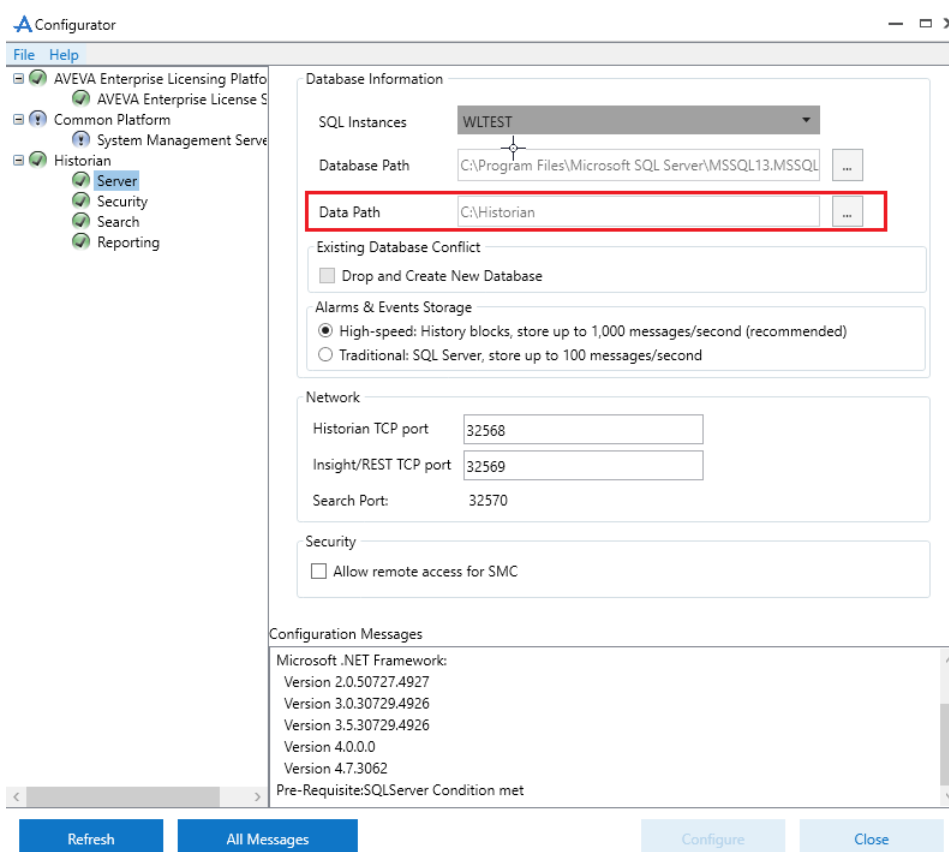 Configurator
File Help
AVEVA Enterprise Licensing Platfo
AVEVA Enterprise License S
Common Platform
System Management Serve
Historian
Server
Security
Search
Reporting
Database Information
SQL Instances WLTEST
Database Path C:\Program Files\Microsoft SQL Server\MSSQL13.MSSQL ...
Data Path C:\Historian ...
Existing Database Conflict
Drop and Create New Database
Alarms & Events Storage
High-speed: History blocks, store up to 1,000 messages/second (recommended)
Traditional: SQL Server, store up to 100 messages/second
Network
Historian TCP port 32568
Insight/REST TCP port 32569
Search Port: 32570
Security
Allow remote access for SMC
Configuration Messages
Microsoft .NET Framework:
Version 2.0.50727.4927
Version 3.0.30729.4926
Version 3.5.30729.4926
Version 4.0.0.0
Version 4.7.3062
Pre-Requisite:SQLServer Condition met
Refresh All Messages Configure Close